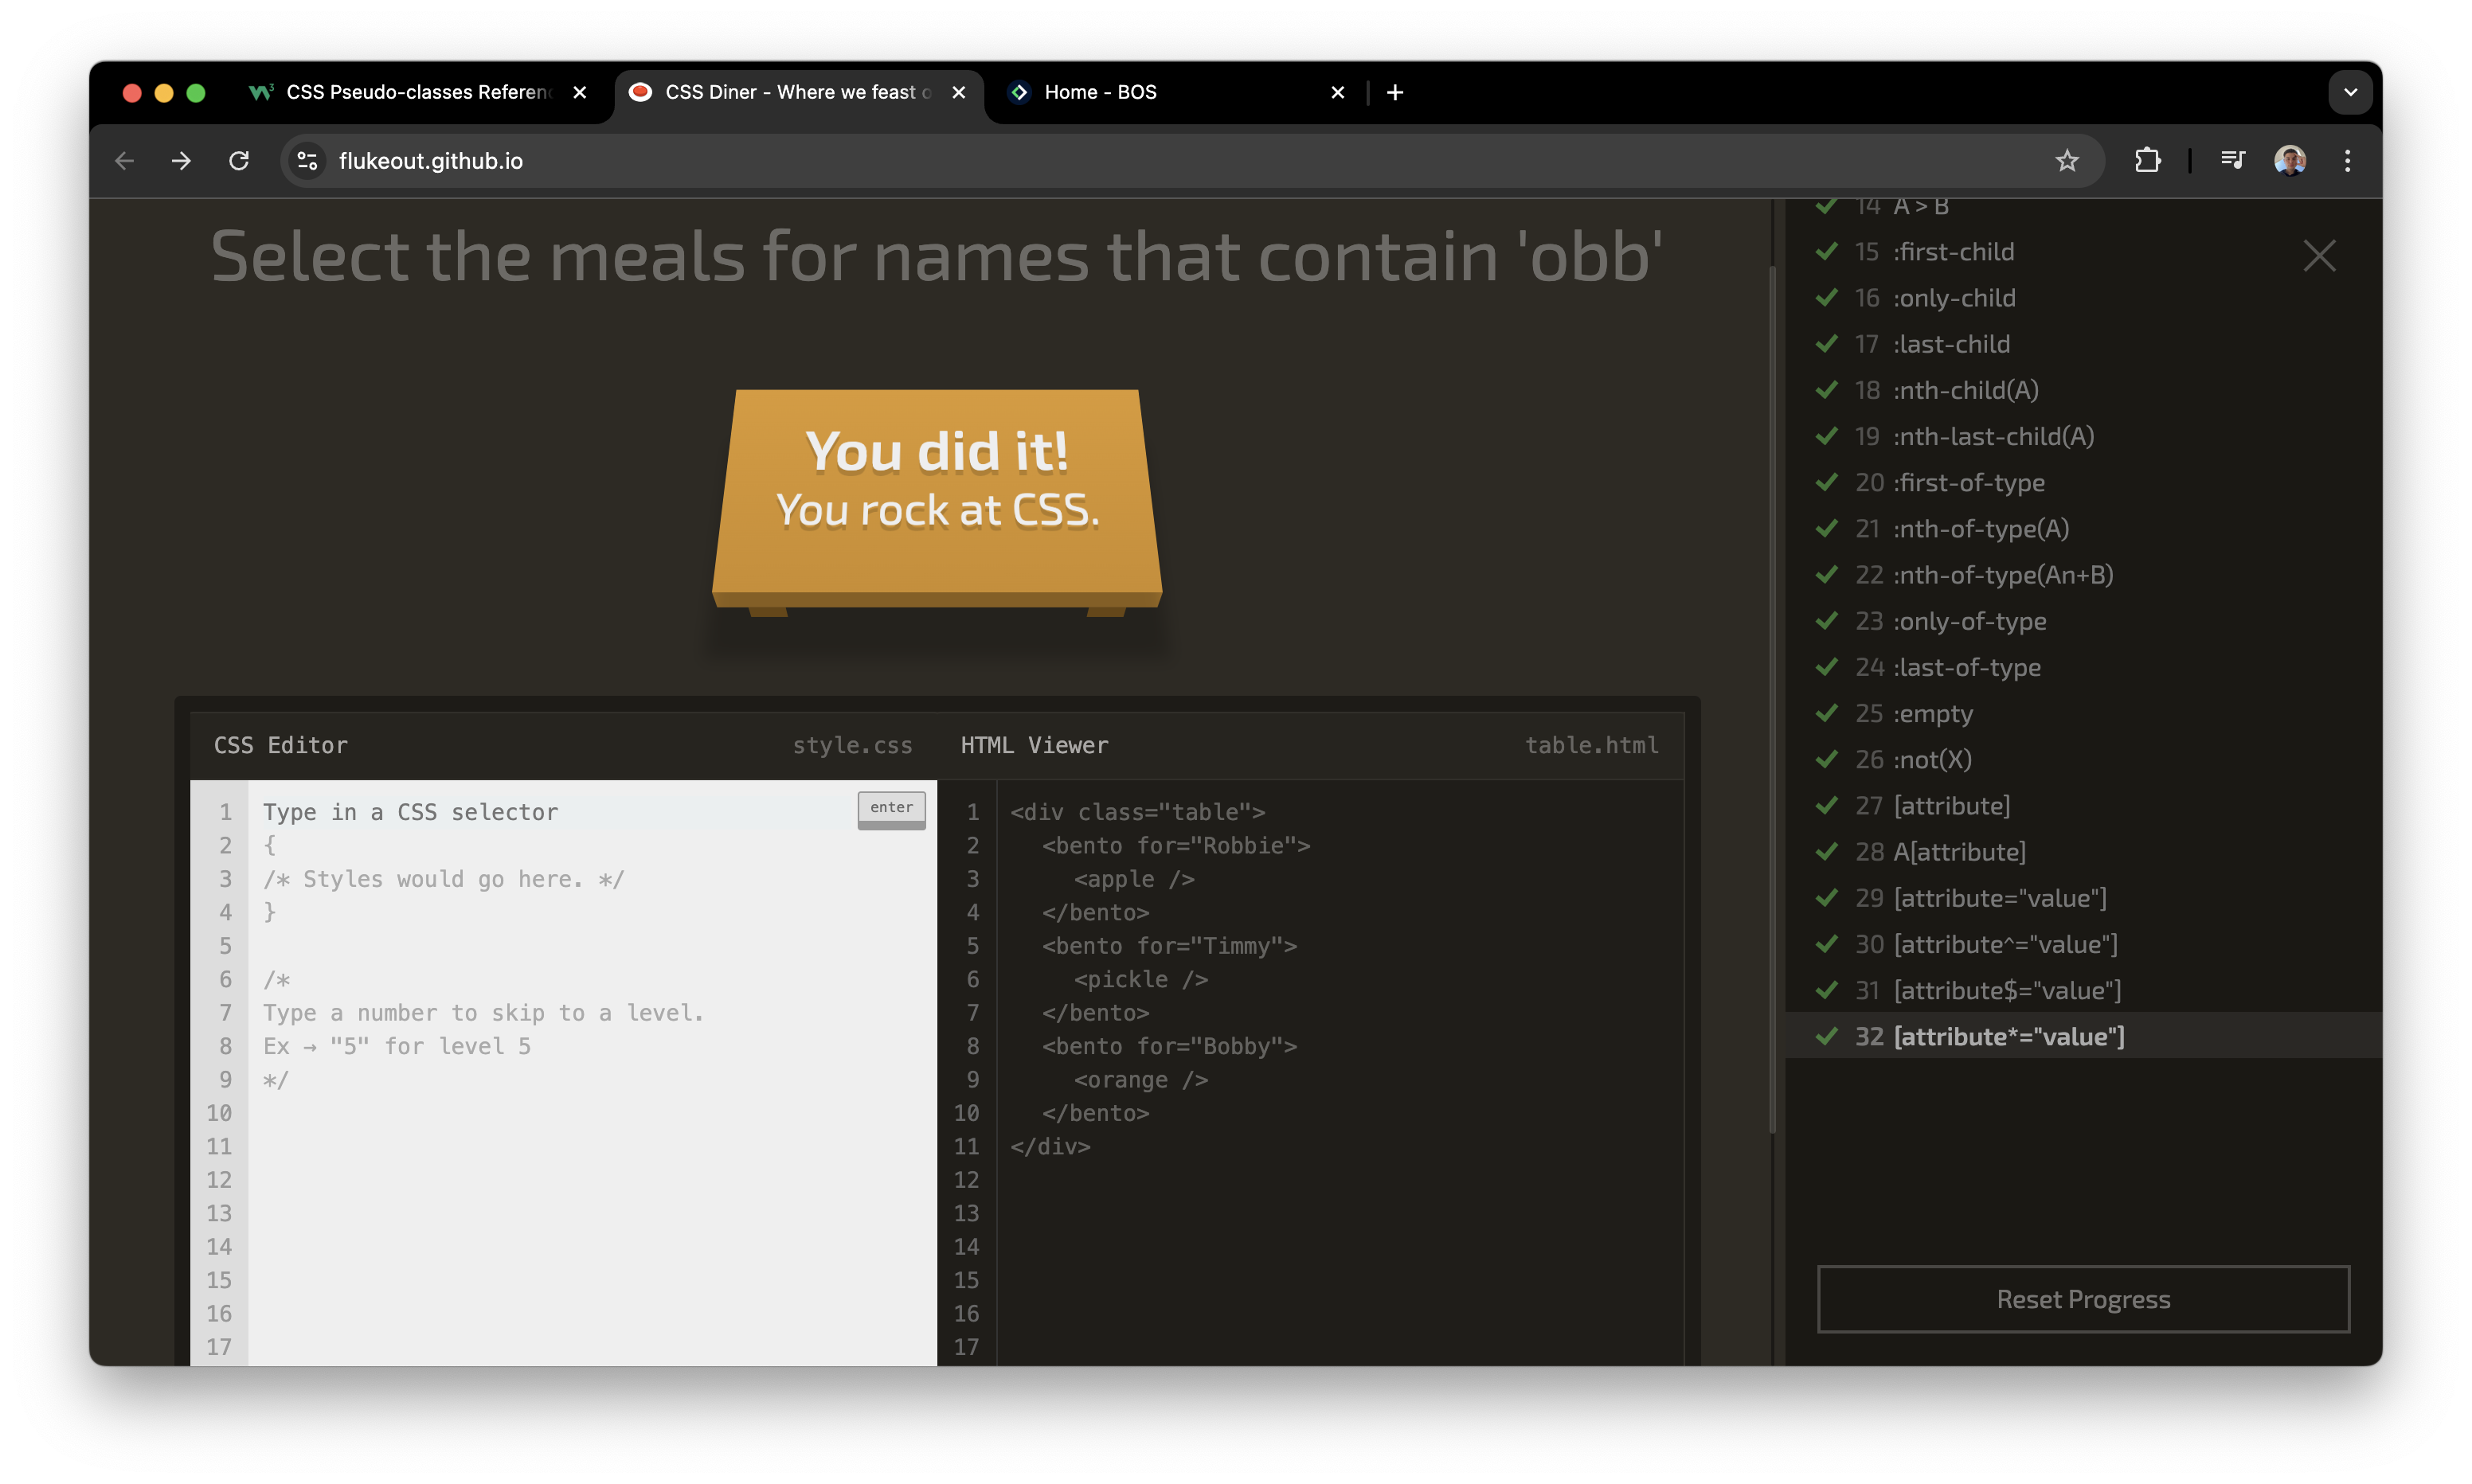 CSS Pseudo-classes Referen
CSS Diner - Where we feast o
Home - BOS
flukeout.github.io
Select the meals for names that contain 'obb'
You did it!
You rock at CSS.
CSS Editor
style.css
HTML Viewer
table.html
1 Type in a CSS selector
enter
2 {
3 /* Styles would go here. */
4 }
5
6 /*
7 Type a number to skip to a level.
8 Ex → "5" for level 5
9 */
10
11
12
13
14
15
16
17
1 <div class="table">
2 <bento for="Robbie">
3 <apple />
4 </bento>
5 <bento for="Timmy">
6 <pickle />
7 </bento>
8 <bento for="Bobby">
9 <orange />
10 </bento>
11 </div>
12
13
14
15
16
17
14 A > B
15 :first-child
16 :only-child
17 :last-child
18 :nth-child(A)
19 :nth-last-child(A)
20 :first-of-type
21 :nth-of-type(A)
22 :nth-of-type(An+B)
23 :only-of-type
24 :last-of-type
25 :empty
26 :not(X)
27 [attribute]
28 A[attribute]
29 [attribute="value"]
30 [attribute^="value"]
31 [attribute$="value"]
32 [attribute*="value"]
Reset Progress